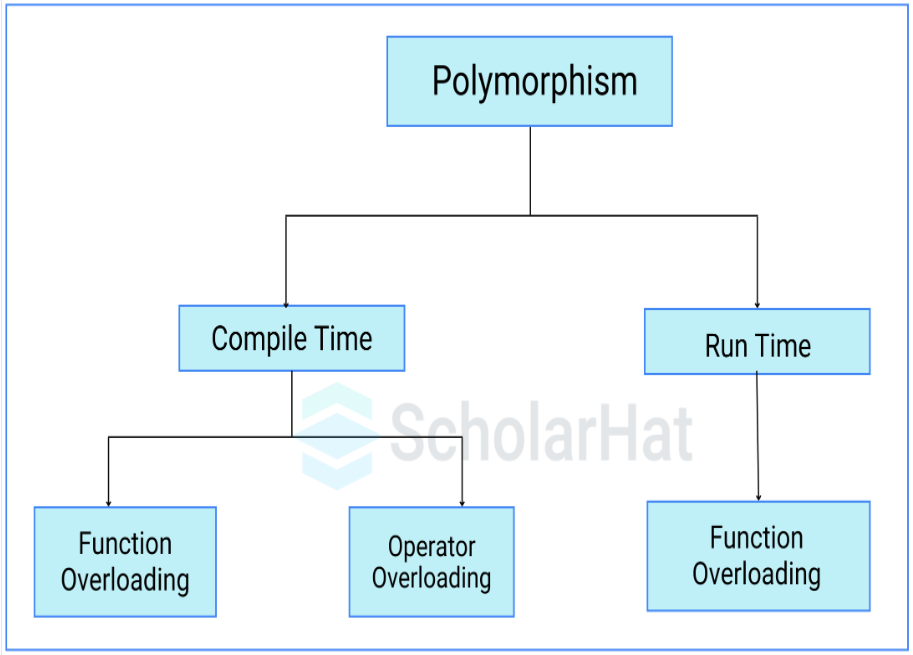 Polymorphism
Compile Time
Run Time
ScholarHat
Function
Overloading
Operator
Overloading
Function
Overloading